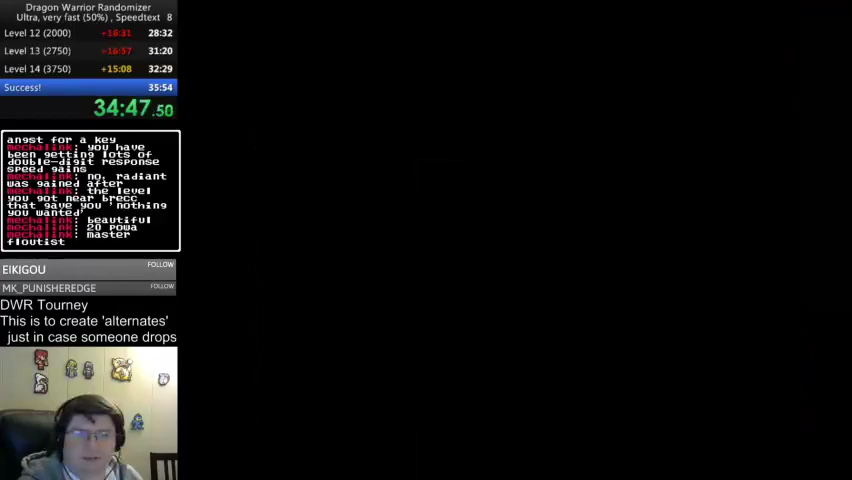 Dragon Warrior Randomizer
Ultra, very fast (50%) , Speedtext 8
Level 12 (2000) +16:31 28:32
Level 13 (2750) +16:57 31:20
Level 14 (3750) +15:08 32:29
Success! 35:54
34:47.50
angst for a key
mechalink: you have
been getting lots of
double-digit response
speed gains
mechalink: no, radiant
was gained after
mechalink: the level
you got near brecc
that gave you 'nothing
you wanted'
mechalink: beautiful
mechalink: 20 powa
mechalink: master
floutist
EIKIGOU FOLLOW
MK_PUNISHEREDGE FOLLOW
DWR Tourney
This is to create 'alternates'
just in case someone drops